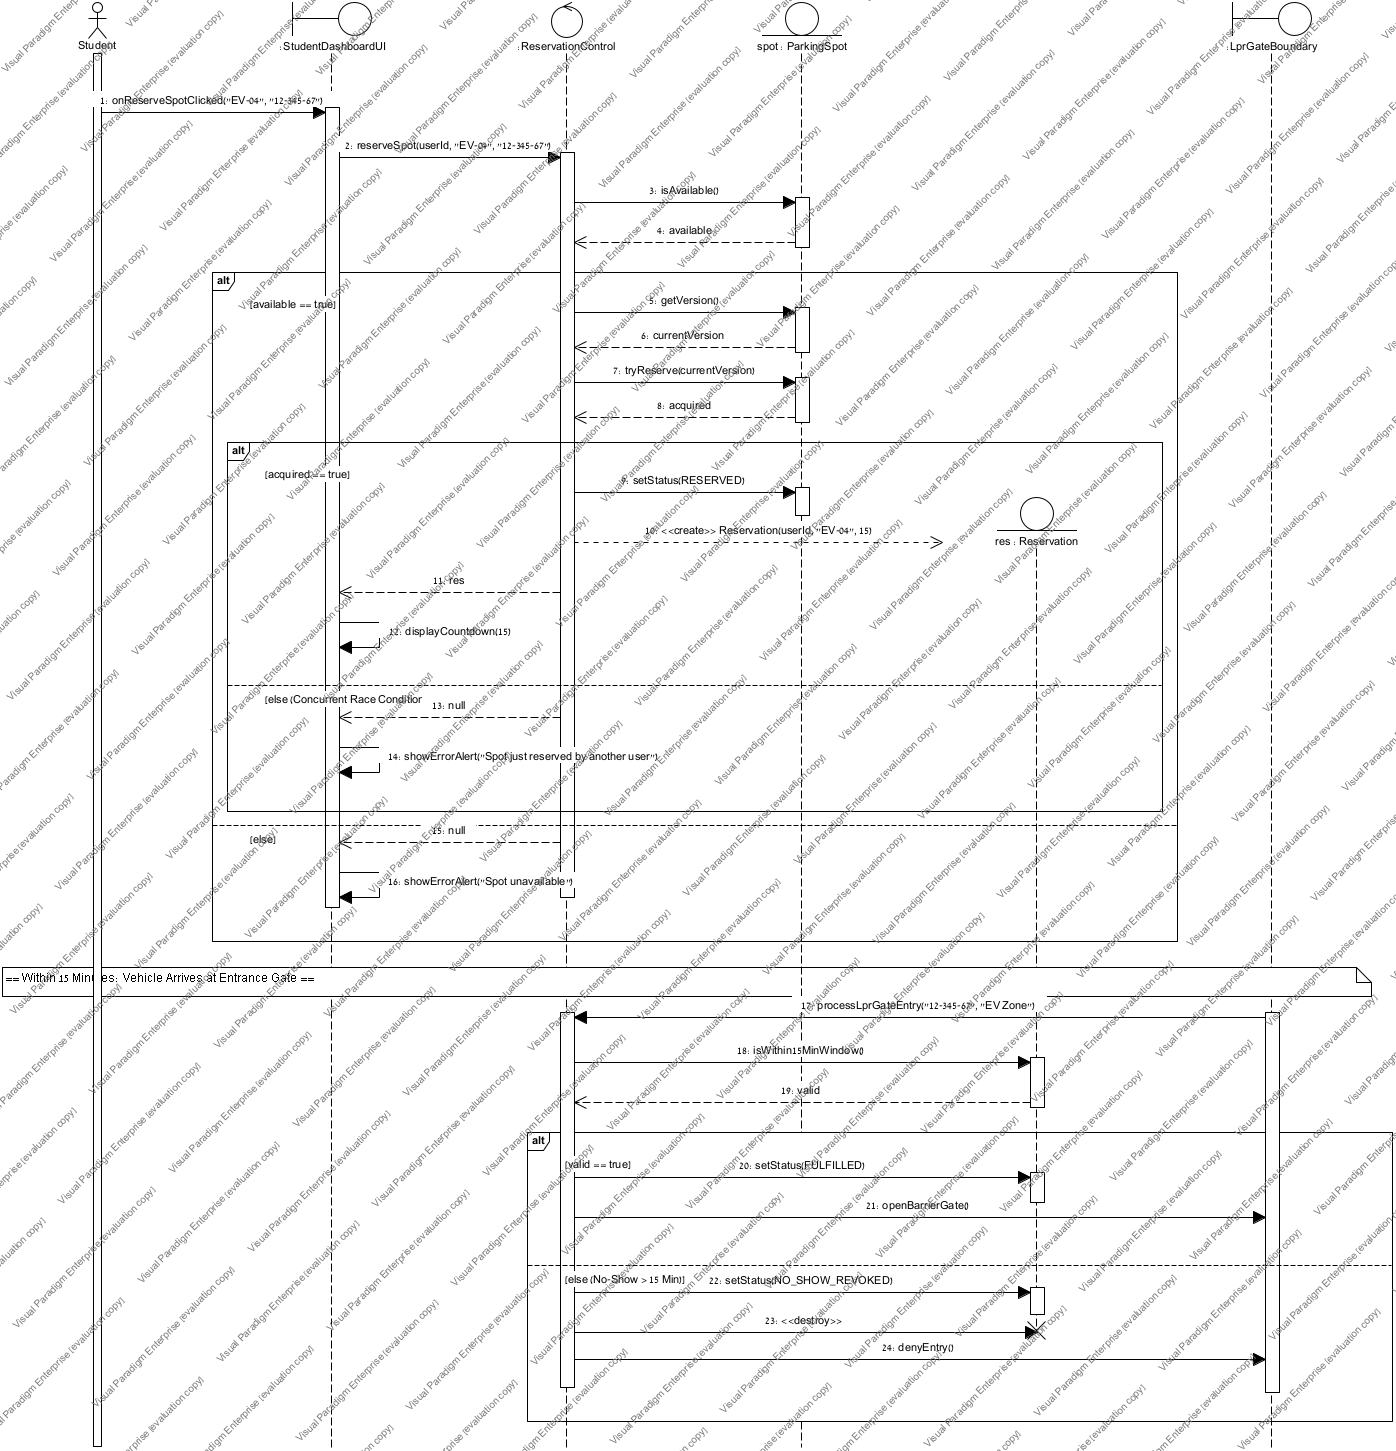 Student
StudentDashboardUI
:ReservationControl
spot : ParkingSpot
:LprGateBoundary
1: onReserveSpotClicked("EV-04", "12-345-67")
2: reserveSpot(userId, "EV-04", "12-345-67")
3: isAvailable()
4: available
alt
[available == true]
5: getVersion()
6: currentVersion
7: tryReserve(currentVersion)
8: acquired
alt
[acquired == true]
9: setStatus(RESERVED)
10: <<create>> Reservation(userId, "EV-04", 15)
res : Reservation
11: res
12: displayCountdown(15)
[else (Concurrent Race Condition
13: null
14: showErrorAlert("Spot just reserved by another user")
15: null
[else]
16: showErrorAlert("Spot unavailable")
== Within 15 Minutes: Vehicle Arrives at Entrance Gate ==
17: processLprGateEntry("12-345-67", "EV Zone")
18: isWithin15MinWindow()
19: valid
alt
[valid == true]
20: setStatus(FULFILLED)
21: openBarrierGate()
[else (No-Show > 15 Min)]
22: setStatus(NO_SHOW_REVOKED)
23: <<destroy>>
24: denyEntry()
Visual Paradigm Enterprise (evaluation copy)